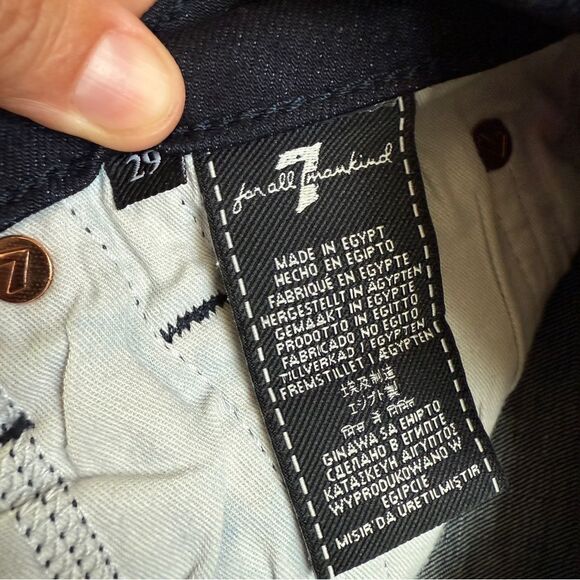 29
7
for all mankind
MADE IN EGYPT
HECHO EN EGIPTO
FABRIQUÉ EN EGYPTE
HERGESTELLT IN ÄGYPTEN
GEMAAKT IN EGYPTE
PRODOTTO IN EGITTO
FABRICADO NO EGITO
TILLVERKAD I EGYPTEN
FREMSTILLET I ÆGYPTEN
埃及制造
エジプト製
मिस्र में निर्मित
GINAWA SA EHIPTO
СДЕЛАНО В ЕГИПТЕ
ΚΑΤΑΣΚΕΥΗ ΑΙΓΥΠΤΟΣ
WYPRODUKOWANO W
EGIPCIE
MISIR'DA ÜRETILMIŞTIR
7
7